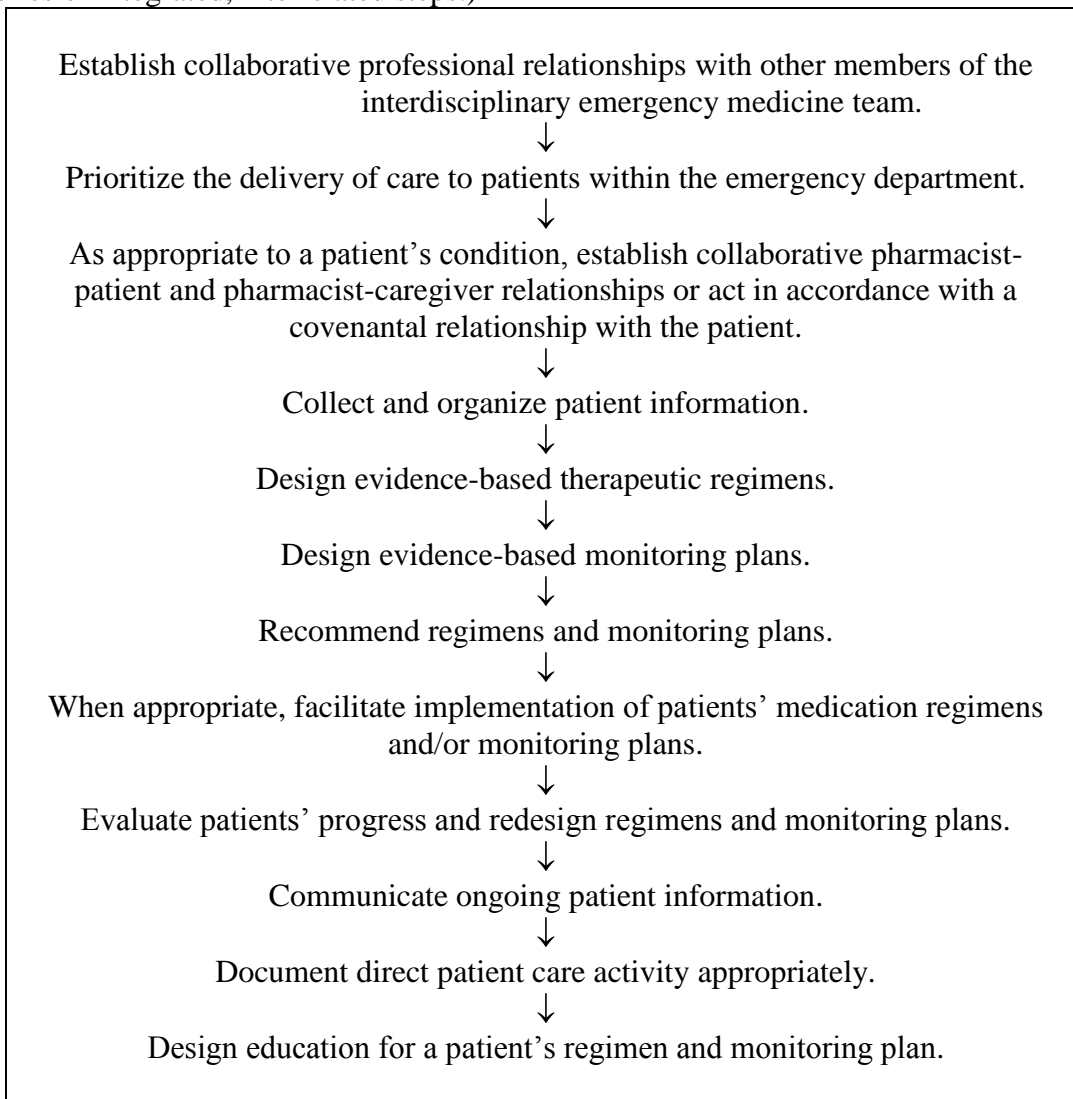 integrated, interrelated steps.)
Establish collaborative professional relationships with other members of the
interdisciplinary emergency medicine team.
↓
Prioritize the delivery of care to patients within the emergency department.
↓
As appropriate to a patient’s condition, establish collaborative pharmacist-
patient and pharmacist-caregiver relationships or act in accordance with a
covenantal relationship with the patient.
↓
Collect and organize patient information.
↓
Design evidence-based therapeutic regimens.
↓
Design evidence-based monitoring plans.
↓
Recommend regimens and monitoring plans.
↓
When appropriate, facilitate implementation of patients’ medication regimens
and/or monitoring plans.
↓
Evaluate patients’ progress and redesign regimens and monitoring plans.
↓
Communicate ongoing patient information.
↓
Document direct patient care activity appropriately.
↓
Design education for a patient’s regimen and monitoring plan.